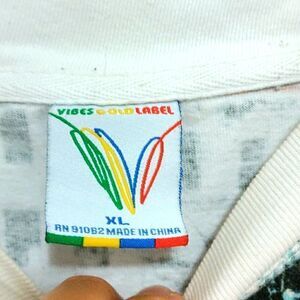 VIBES GOLD LABEL
XL
RN 91062 MADE IN CHINA